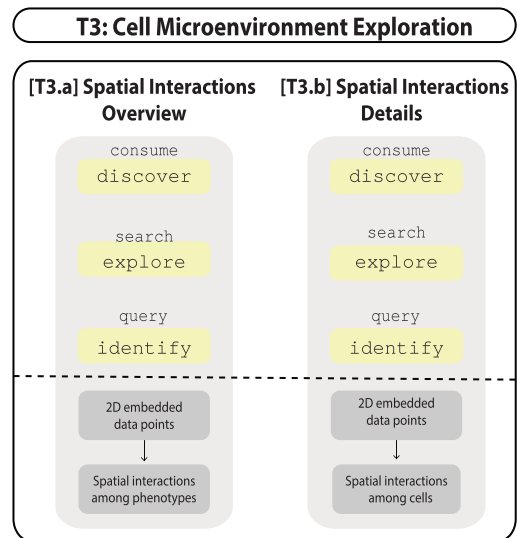 T3: Cell Microenvironment Exploration
[T3.a] Spatial Interactions
Overview
consume
discover
search
explore
query
identify
2D embedded
data points
Spatial interactions
among phenotypes
[T3.b] Spatial Interactions
Details
consume
discover
search
explore
query
identify
2D embedded
data points
Spatial interactions
among cells